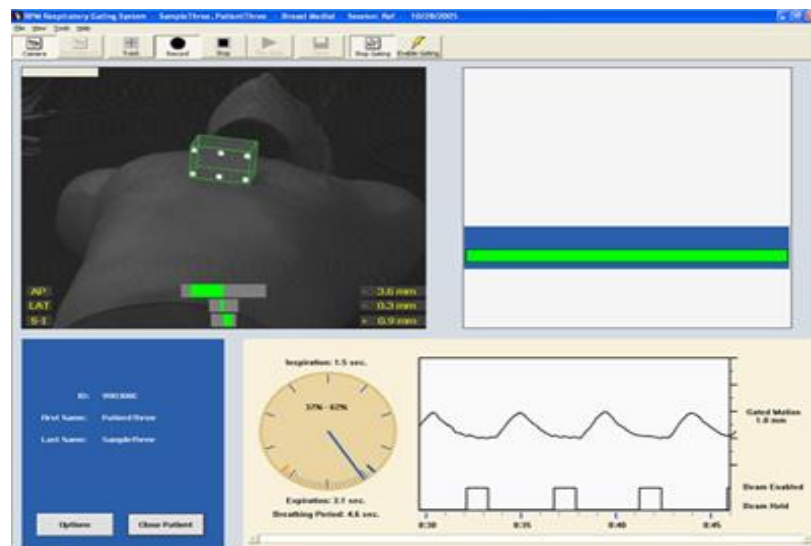 RPM Respiratory Gating System - SampleThree, PatientThree - Breast Medial - Session: Ref - 10/28/2005
File View Tools Help
Camera Track Record Stop Stop Gating Enable Gating
AP - 3.6 mm
LAT - 0.3 mm
S-I + 0.9 mm
ID:
First Name: PatientThree
Last Name: SampleThree
Options Close Patient
Inspiration: 1.5 sec.
37% - 62%
Expiration: 3.1 sec.
Breathing Period: 4.6 sec.
Gated Motion
1.0 mm
Beam Enabled
Beam Hold
0:30 0:35 0:40 0:45